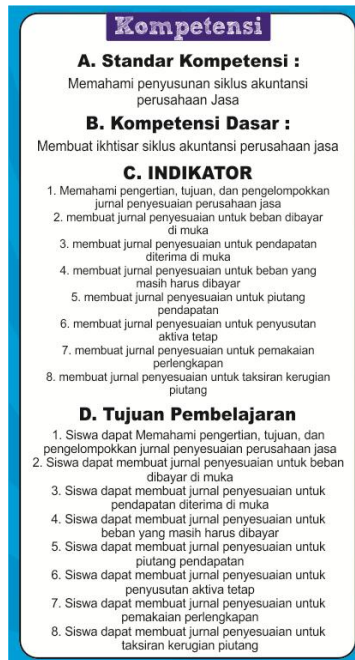 Kompetensi
A. Standar Kompetensi :
Memahami penyusunan siklus akuntansi
perusahaan Jasa
B. Kompetensi Dasar :
Membuat ikhtisar siklus akuntansi perusahaan jasa
C. INDIKATOR
1. Memahami pengertian, tujuan, dan pengelompokkan
jurnal penyesuaian perusahaan jasa
2. membuat jurnal penyesuaian untuk beban dibayar
di muka
3. membuat jurnal penyesuaian untuk pendapatan
diterima di muka
4. membuat jurnal penyesuaian untuk beban yang
masih harus dibayar
5. membuat jurnal penyesuaian untuk piutang
pendapatan
6. membuat jurnal penyesuaian untuk penyusutan
aktiva tetap
7. membuat jurnal penyesuaian untuk pemakaian
perlengkapan
8. membuat jurnal penyesuaian untuk taksiran kerugian
piutang
D. Tujuan Pembelajaran
1. Siswa dapat Memahami pengertian, tujuan, dan
pengelompokkan jurnal penyesuaian perusahaan jasa
2. Siswa dapat membuat jurnal penyesuaian untuk beban
dibayar di muka
3. Siswa dapat membuat jurnal penyesuaian untuk
pendapatan diterima di muka
4. Siswa dapat membuat jurnal penyesuaian untuk
beban yang masih harus dibayar
5. Siswa dapat membuat jurnal penyesuaian untuk
piutang pendapatan
6. Siswa dapat membuat jurnal penyesuaian untuk
penyusutan aktiva tetap
7. Siswa dapat membuat jurnal penyesuaian untuk
pemakaian perlengkapan
8. Siswa dapat membuat jurnal penyesuaian untuk
taksiran kerugian piutang